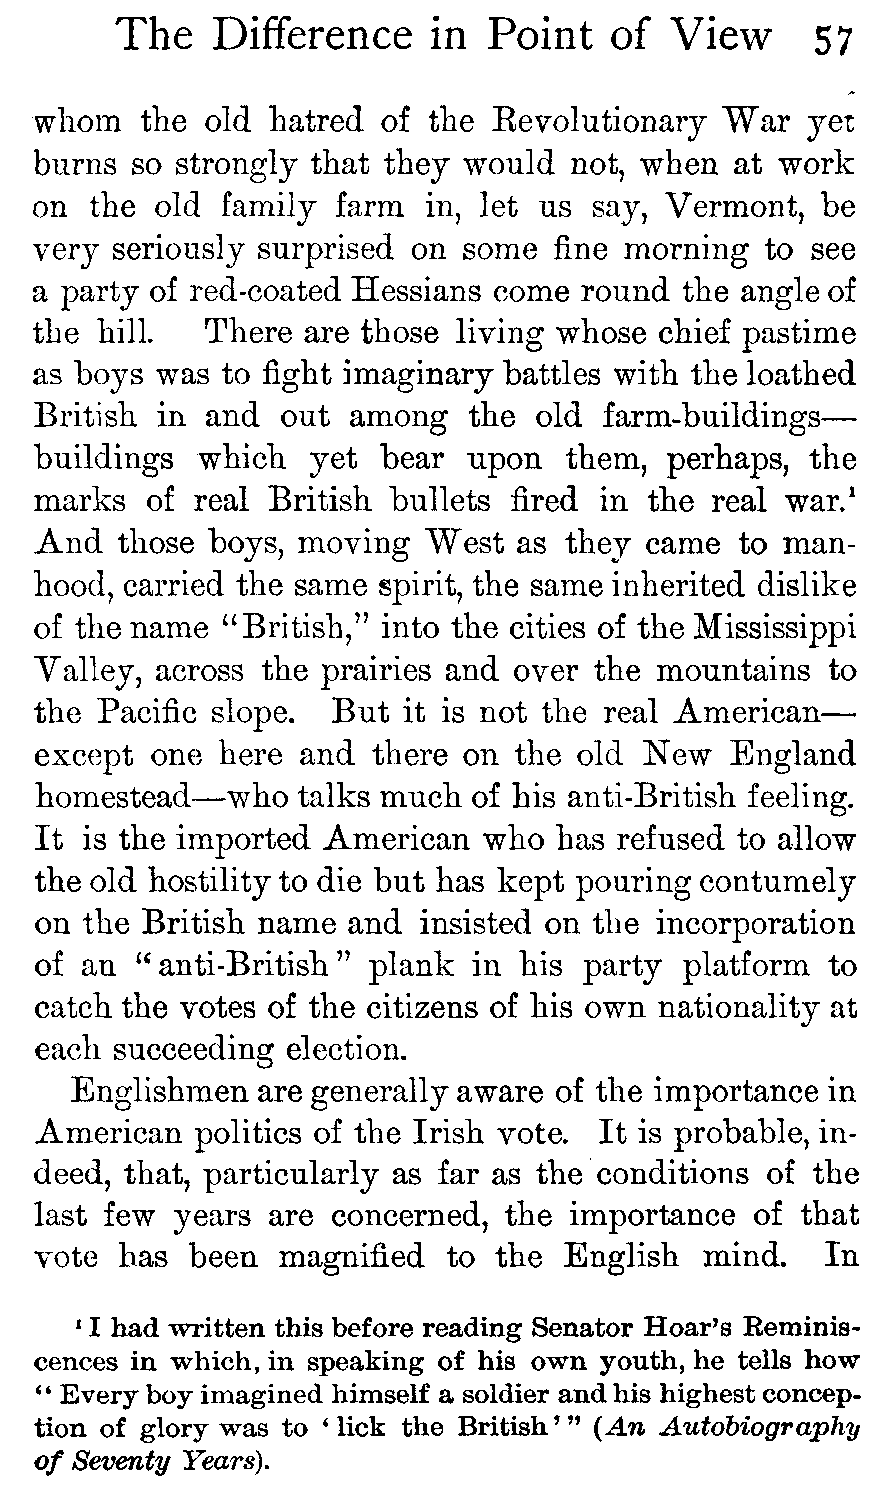 The Difference in Point of View 57
whom the old hatred of the Revolutionary War yet
burns so strongly that they would not, when at work
on the old family farm in, let us say, Vermont, be
very seriously surprised on some fine morning to see
a party of red-coated Hessians come round the angle of
the hill. There are those living whose chief pastime
as boys was to fight imaginary battles with the loathed
British in and out among the old farm-buildings—
buildings which yet bear upon them, perhaps, the
marks of real British bullets fired in the real war.¹
And those boys, moving West as they came to man-
hood, carried the same spirit, the same inherited dislike
of the name "British," into the cities of the Mississippi
Valley, across the prairies and over the mountains to
the Pacific slope. But it is not the real American—
except one here and there on the old New England
homestead—who talks much of his anti-British feeling.
It is the imported American who has refused to allow
the old hostility to die but has kept pouring contumely
on the British name and insisted on the incorporation
of an "anti-British" plank in his party platform to
catch the votes of the citizens of his own nationality at
each succeeding election.
Englishmen are generally aware of the importance in
American politics of the Irish vote. It is probable, in-
deed, that, particularly as far as the conditions of the
last few years are concerned, the importance of that
vote has been magnified to the English mind. In
¹ I had written this before reading Senator Hoar's Reminis-
cences in which, in speaking of his own youth, he tells how
"Every boy imagined himself a soldier and his highest concep-
tion of glory was to 'lick the British'" (An Autobiography
of Seventy Years).